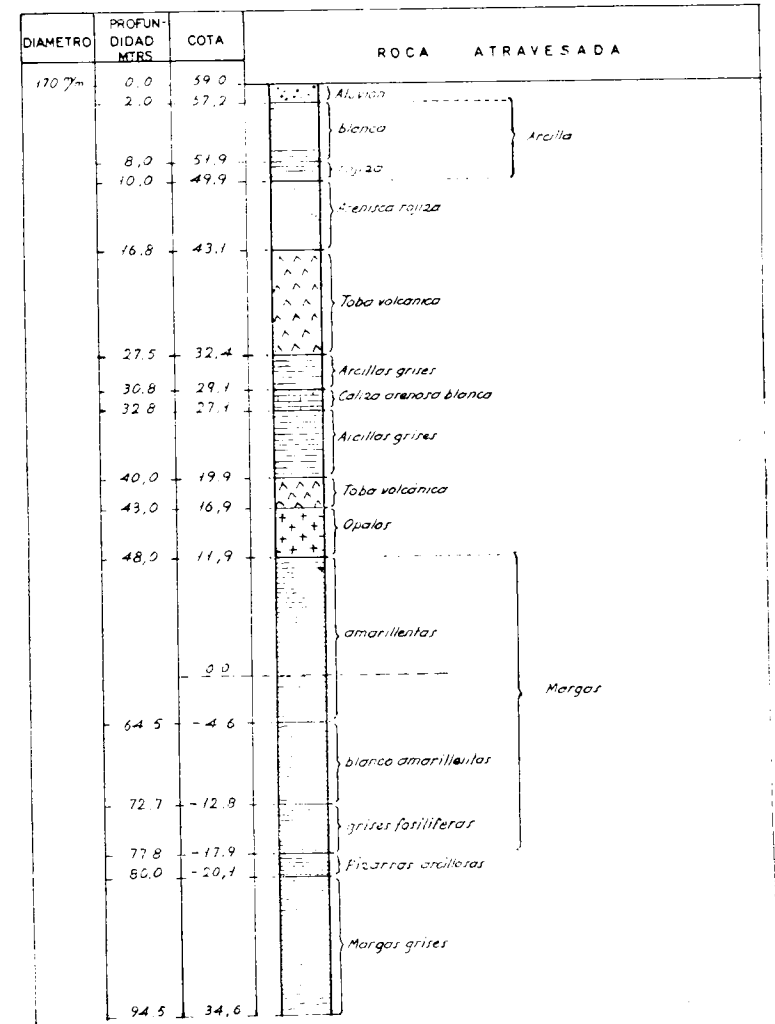 DIAMETRO
PROFUN-
DIDAD
MTRS
COTA
ROCA ATRAVESADA
170 m/m 0,0 59 0
Aluvión
2.0 57,2
blanca
Arcilla
8,0 51.9
rojiza
10.0 49,9
Arenisca rojiza
16.8 43,1
Toba volcanica
27.5 32,4
Arcillas grises
30.8 29,1
Caliza arenosa blanca
32 8 27,1
Arcillas grises
40,0 19.9
Toba volcánica
43,0 16,9
Opalos
48,0 11,9
amarillentas
0 0
Margas
64 5 -4 6
blanco amarillentas
72.7 -12.8
grises fosiliferas
77 8 -17.9
Pizarras arcillosas
80.0 -20,1
Margas grises
94.5 34,6